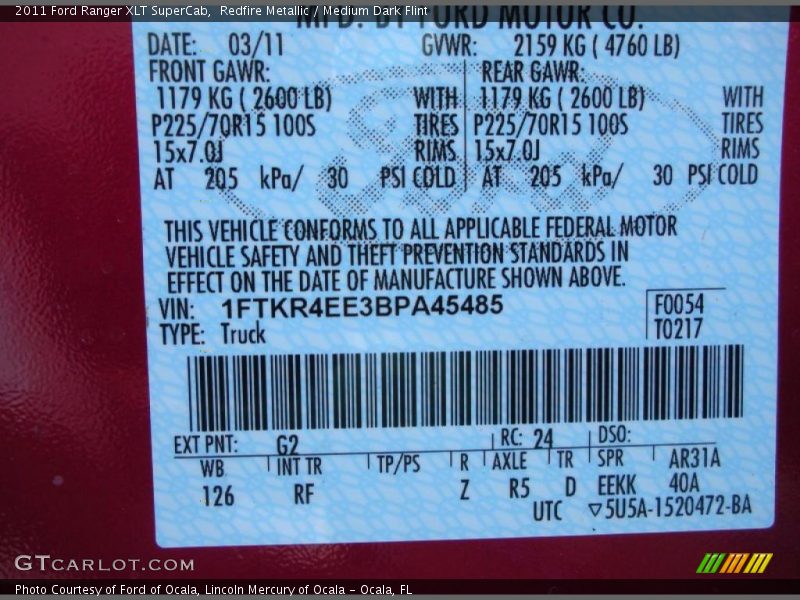 2011 Ford Ranger XLT SuperCab, Redfire Metallic / Medium Dark Flint
MFD. BY FORD MOTOR CO.
DATE: 03/11 GVWR: 2159 KG ( 4760 LB)
FRONT GAWR: REAR GAWR:
1179 KG ( 2600 LB) WITH 1179 KG ( 2600 LB) WITH
P225/70R15 100S TIRES P225/70R15 100S TIRES
15x7.0J RIMS 15x7.0J RIMS
AT 205 kPa/ 30 PSI COLD AT 205 kPa/ 30 PSI COLD
THIS VEHICLE CONFORMS TO ALL APPLICABLE FEDERAL MOTOR
VEHICLE SAFETY AND THEFT PREVENTION STANDARDS IN
EFFECT ON THE DATE OF MANUFACTURE SHOWN ABOVE.
VIN: 1FTKR4EE3BPA45485 F0054
TYPE: Truck T0217
EXT PNT: G2 RC: 24 DSO:
WB INT TR TP/PS R AXLE TR SPR AR31A
126 RF Z R5 D EEKK 40A
UTC ▽5U5A-1520472-BA
GTCARLOT.COM
Photo Courtesy of Ford of Ocala, Lincoln Mercury of Ocala - Ocala, FL